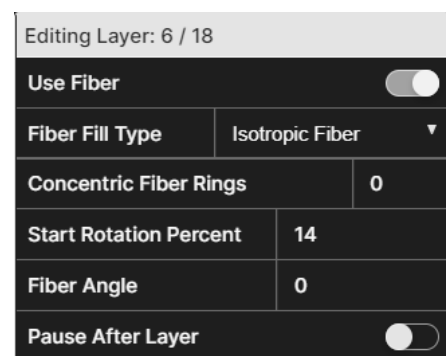 Editing Layer: 6 / 18
Use Fiber
Fiber Fill Type Isotropic Fiber
Concentric Fiber Rings 0
Start Rotation Percent 14
Fiber Angle 0
Pause After Layer